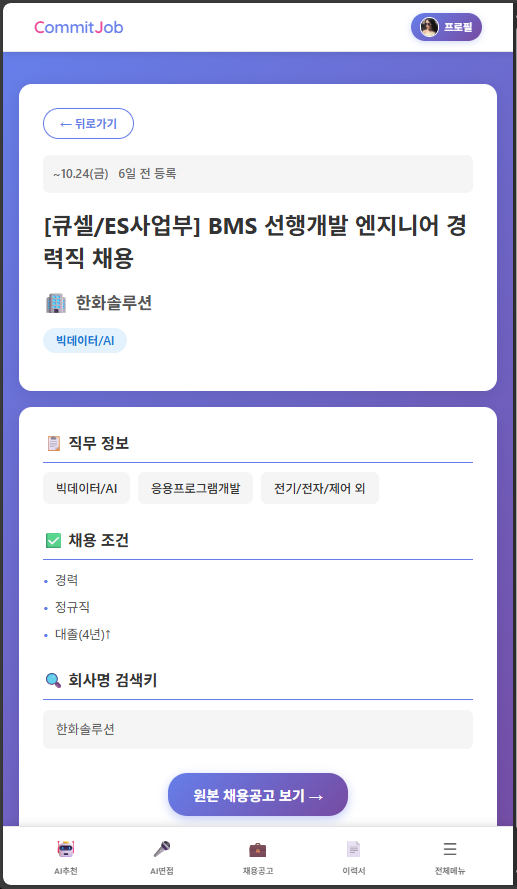 CommitJob
프로필
← 뒤로가기
~10.24(금) 6일 전 등록
[큐셀/ES사업부] BMS 선행개발 엔지니어 경
력직 채용
한화솔루션
빅데이터/AI
직무 정보
빅데이터/AI 응용프로그램개발 전기/전자/제어 외
채용 조건
• 경력
• 정규직
• 대졸(4년)↑
회사명 검색키
한화솔루션
원본 채용공고 보기 →
AI추천 AI면접 채용공고 이력서 전체메뉴